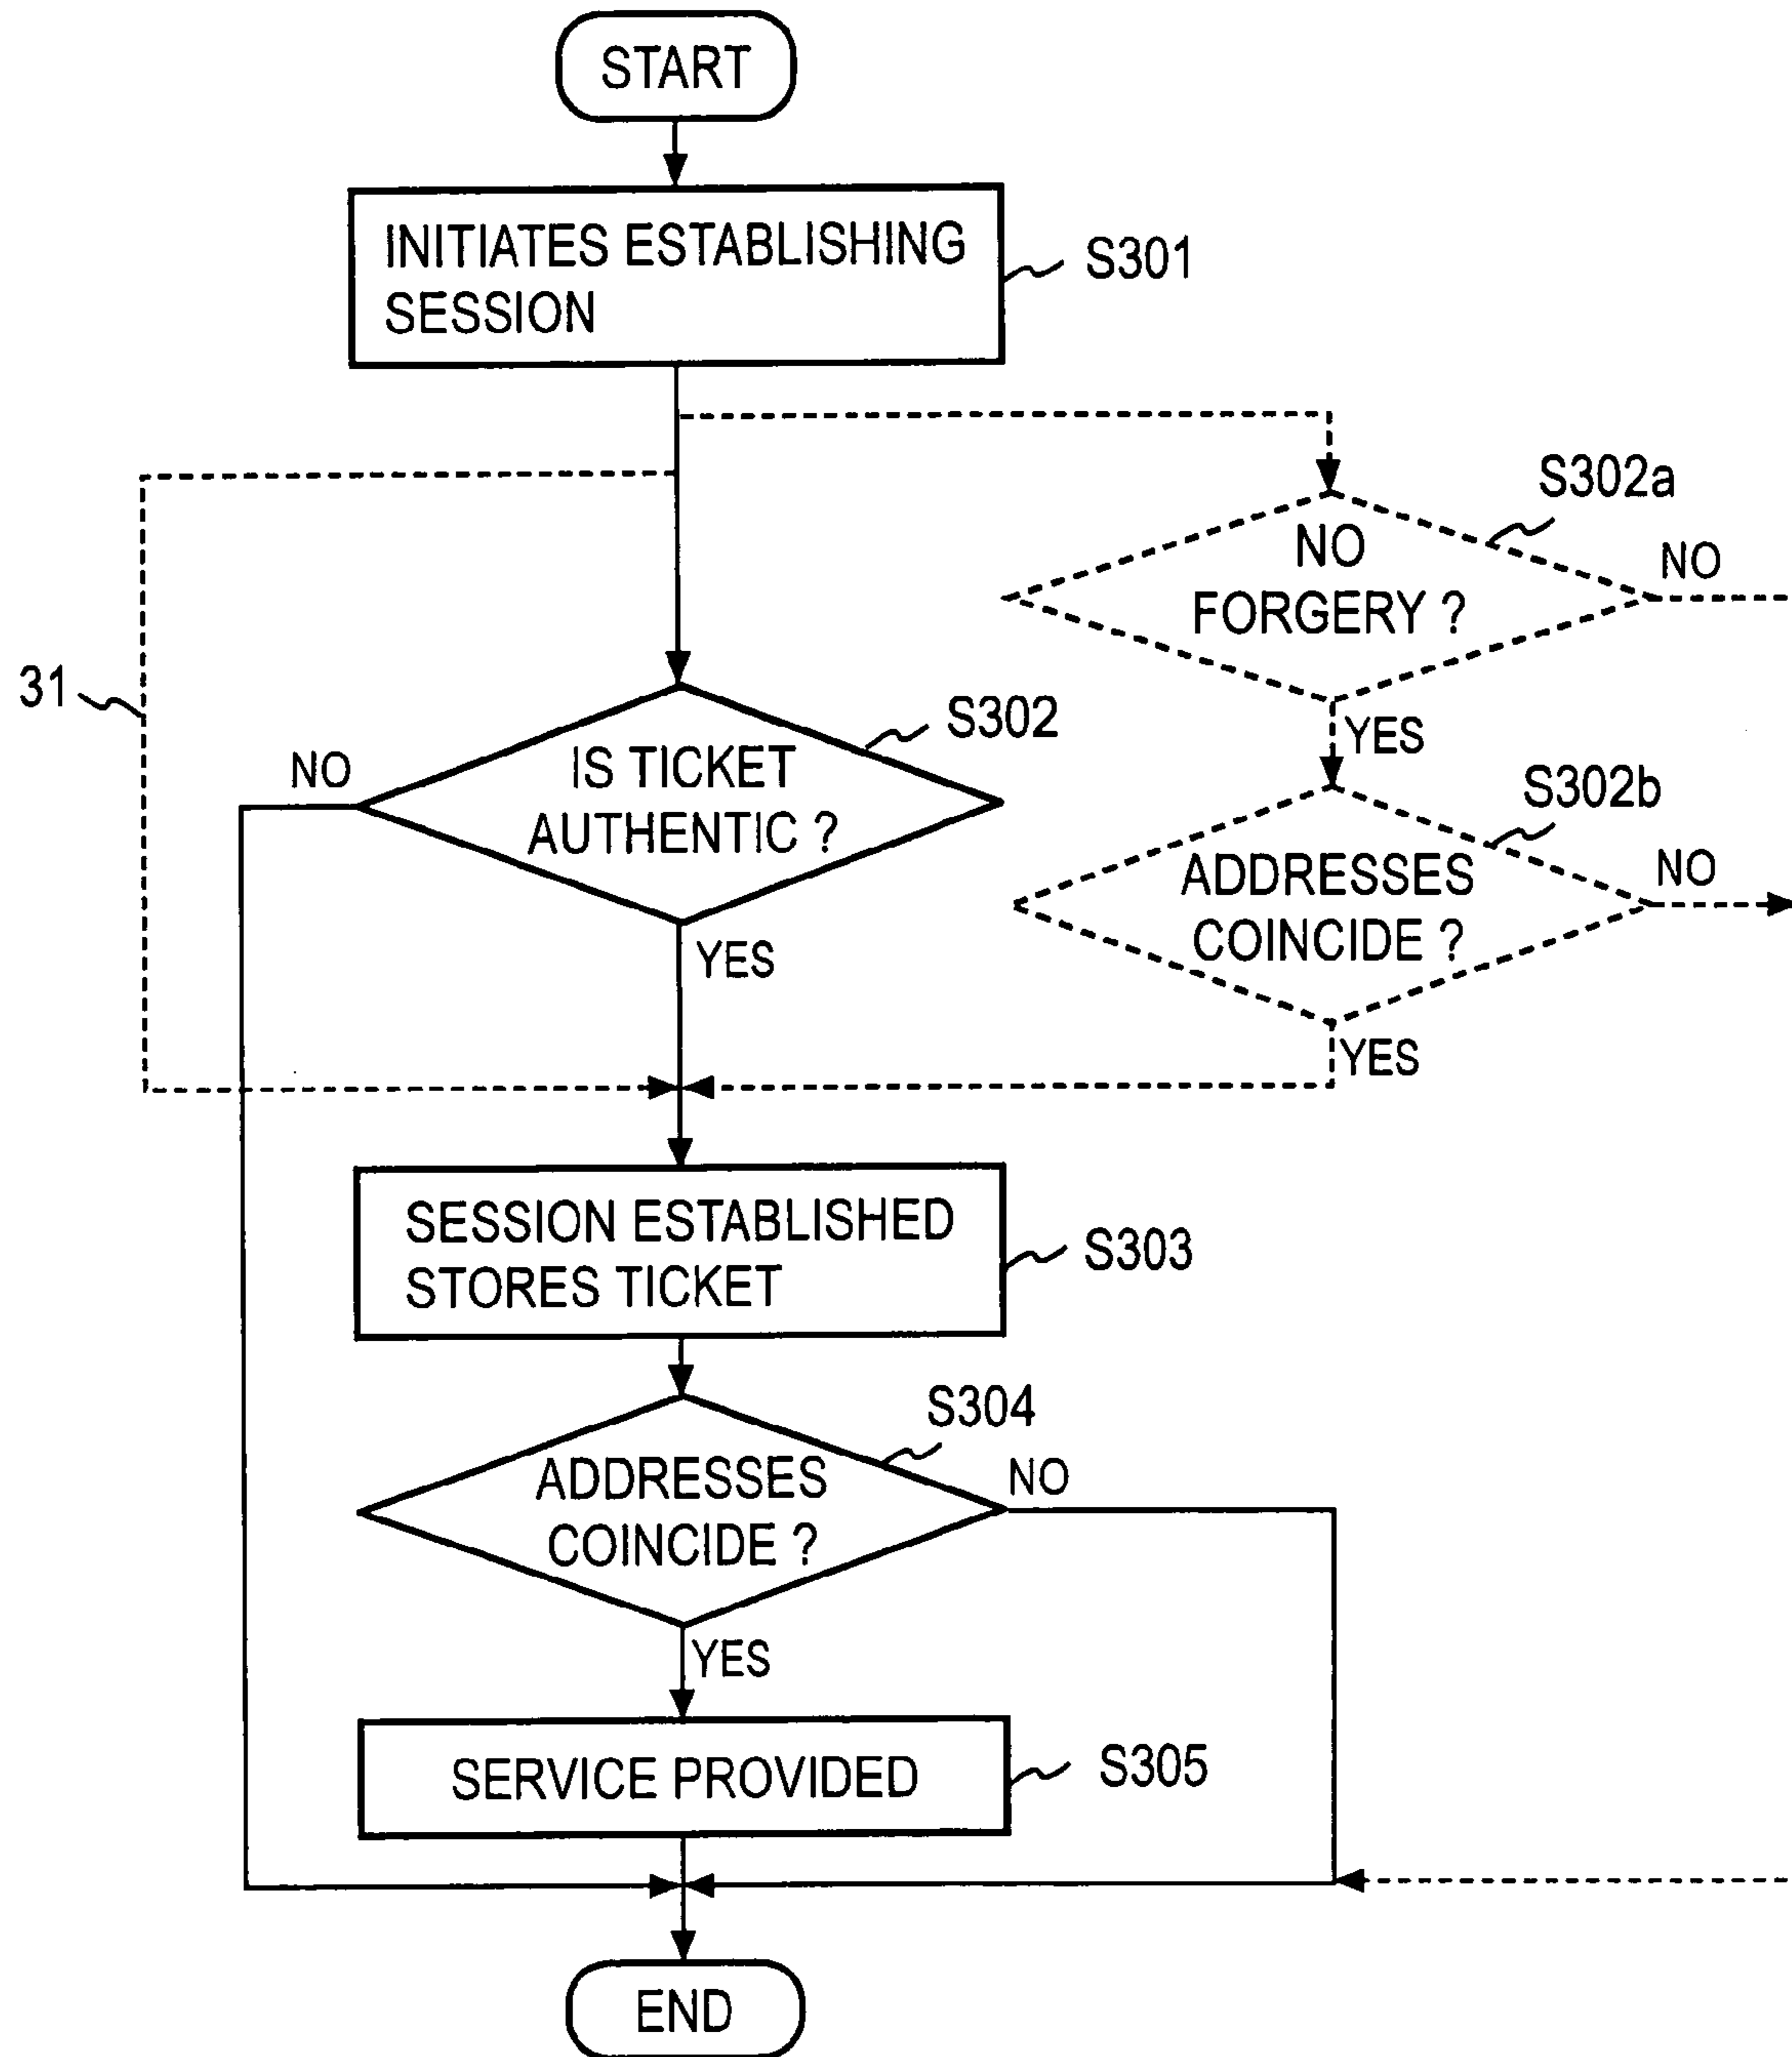 START
INITIATES ESTABLISHING
SESSION
S301
S302a
NO
FORGERY ?
NO
31
YES
S302
NO
IS TICKET
AUTHENTIC ?
S302b
ADDRESSES
COINCIDE ?
NO
YES
YES
SESSION ESTABLISHED
STORES TICKET
S303
S304
ADDRESSES
COINCIDE ?
NO
YES
SERVICE PROVIDED
S305
END